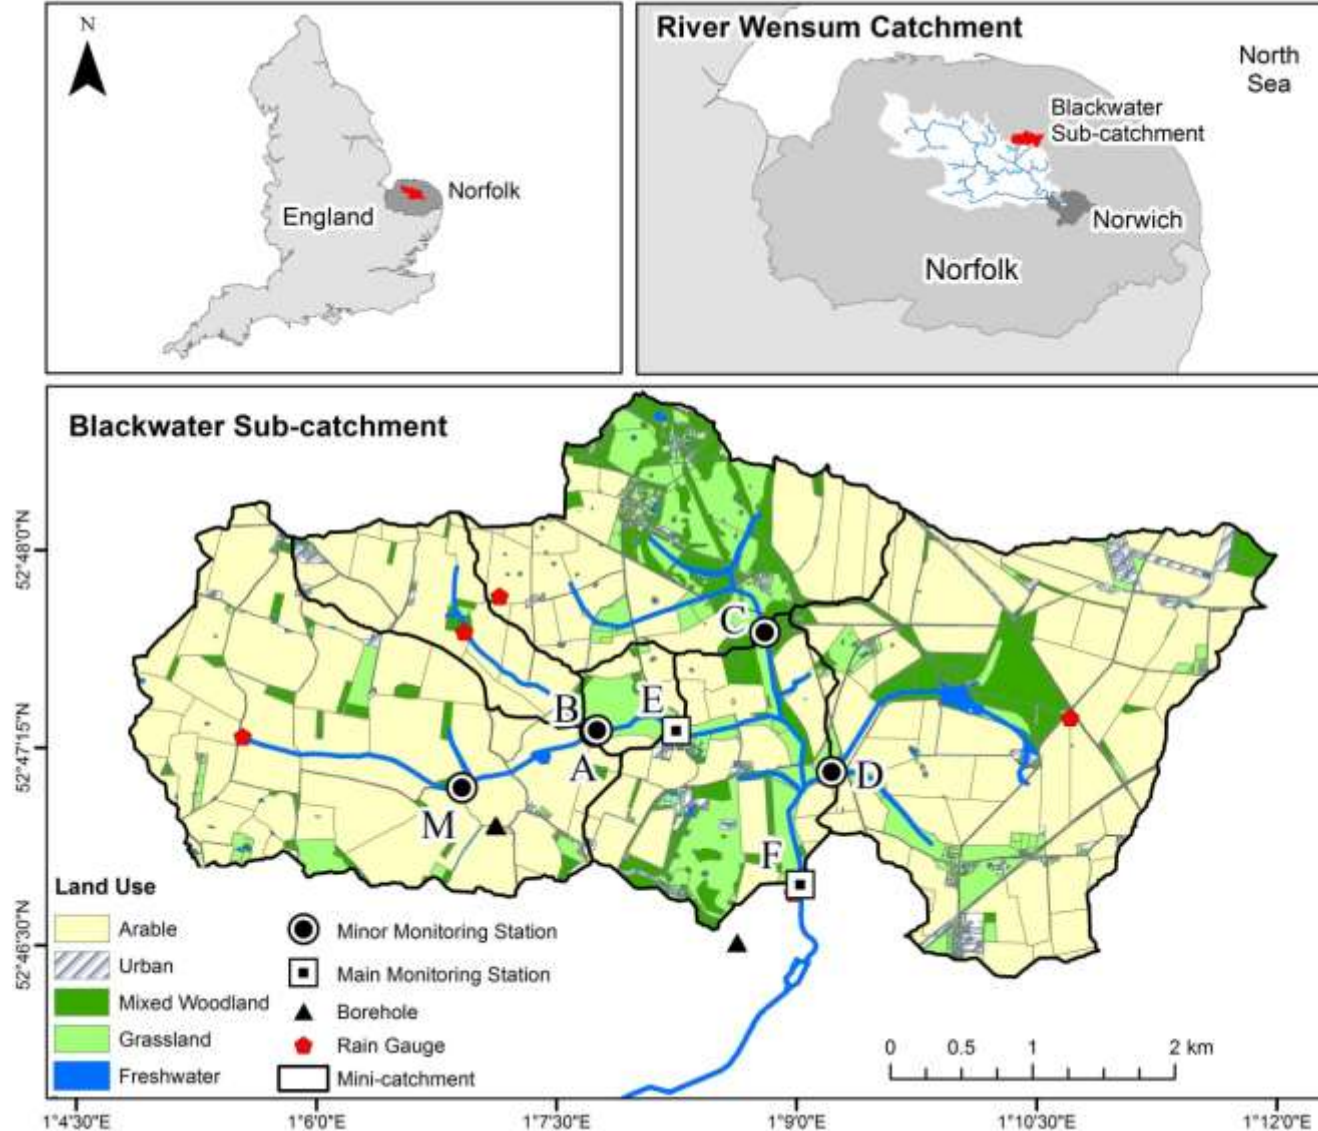 N
England
Norfolk
River Wensum Catchment
North
Sea
Blackwater
Sub-catchment
Norwich
Norfolk
Blackwater Sub-catchment
52°48'0"N
52°47'15"N
52°46'30"N
C
B
E
A
D
M
F
Land Use
Arable
Urban
Mixed Woodland
Grassland
Freshwater
Minor Monitoring Station
Main Monitoring Station
Borehole
Rain Gauge
Mini-catchment
0 0.5 1 2 km
1°4'30"E 1°6'0"E 1°7'30"E 1°9'0"E 1°10'30"E 1°12'0"E